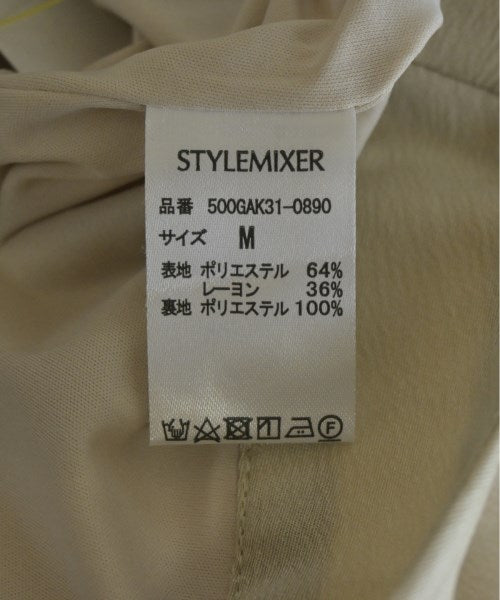 STYLEMIXER
品番 500GAK31-0890
サイズ M
表地 ポリエステル 64%
レーヨン 36%
裏地 ポリエステル 100%
F